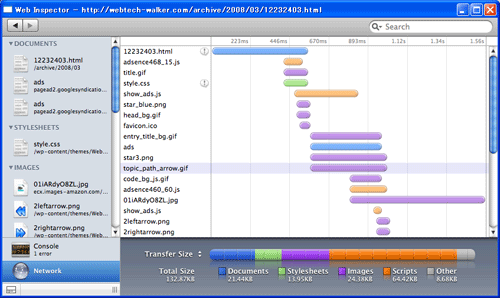 Web Inspector — http://webtech-walker.com/archive/2008/03/12232403.html
Search
DOCUMENTS
12232403.html
/archive/2008/03
ads
pagead2.googlesyndicatio...
ads
pagead2.googlesyndicatio...
STYLESHEETS
style.css
/wp-content/themes/Web...
IMAGES
01iARdyO8ZL.jpg
ecx.images-amazon.com/...
2leftarrow.png
/wp-content/themes/Web...
2rightarrow.png
/wp-content/themes/Web...
Console
1 error
Network
223ms 446ms 670ms 893ms 1.12s 1.34s 1.56s
12232403.html
adsence468_15.js
title.gif
style.css
show_ads.js
star_blue.png
head_bg.gif
favicon.ico
entry_title_bg.gif
ads
star3.png
topic_path_arrow.gif
code_bg_js.gif
adsence460_60.js
01iARdyO8ZL.jpg
show_ads.js
2leftarrow.png
2rightarrow.png
Transfer Size
Total Size
132.87KB
Documents
21.44KB
Stylesheets
13.95KB
Images
24.38KB
Scripts
64.42KB
Other
8.68KB